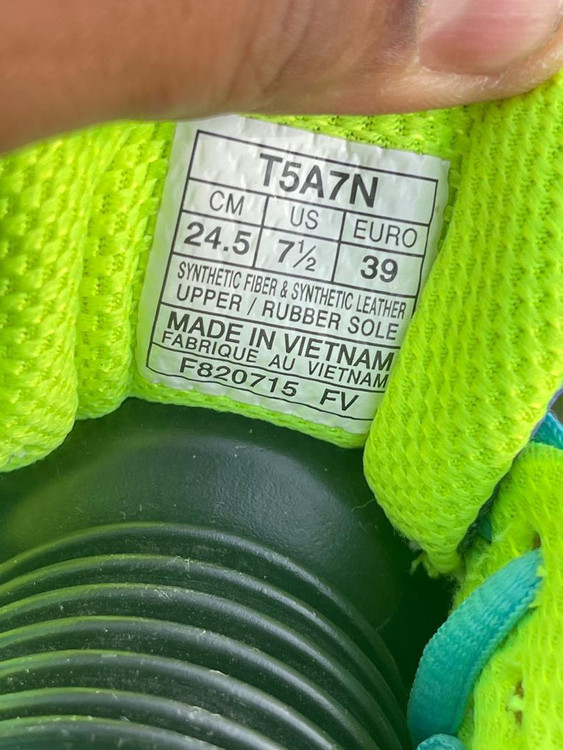 T5A7N
CM US EURO
24.5 7½ 39
SYNTHETIC FIBER & SYNTHETIC LEATHER
UPPER / RUBBER SOLE
MADE IN VIETNAM
FABRIQUE AU VIETNAM
F820715 FV